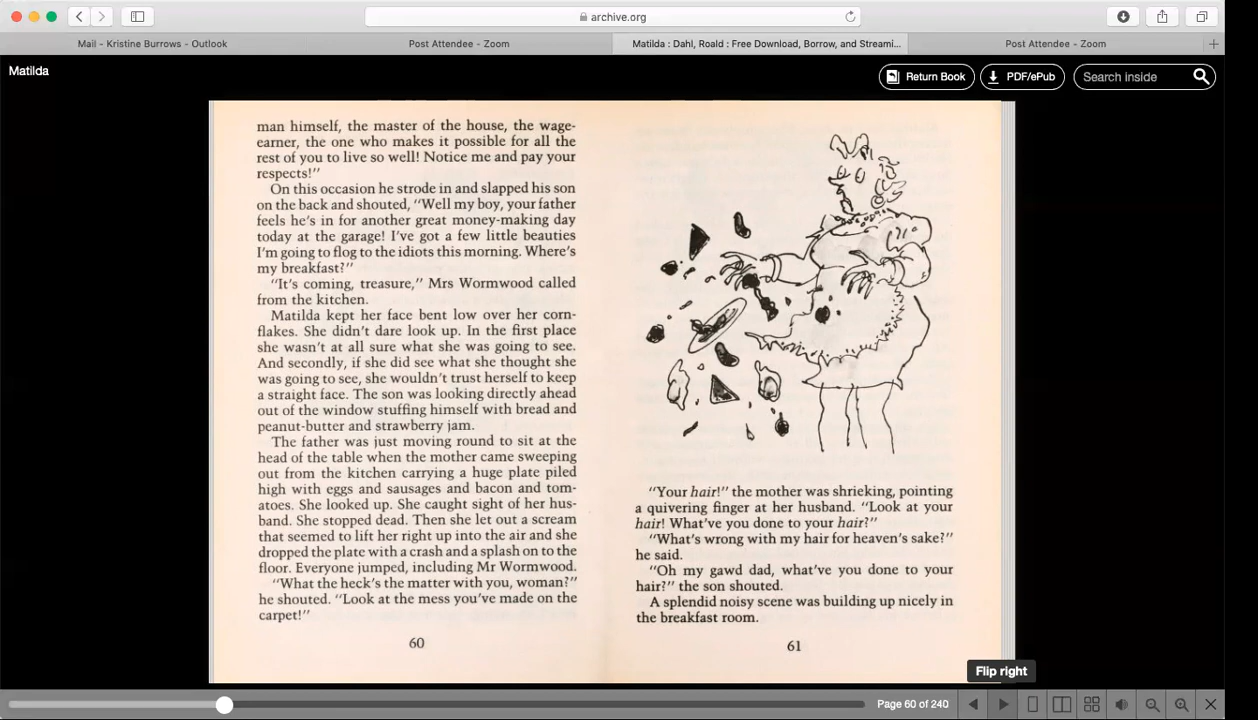 archive.org
Mail - Kristine Burrows - Outlook
Post Attendee - Zoom
Matilda : Dahl, Roald : Free Download, Borrow, and Streami...
Post Attendee - Zoom
Matilda
Return Book
PDF/ePub
Search inside
man himself, the master of the house, the wage-
earner, the one who makes it possible for all the
rest of you to live so well! Notice me and pay your
respects!”
On this occasion he strode in and slapped his son
on the back and shouted, “Well my boy, your father
feels he's in for another great money-making day
today at the garage! I've got a few little beauties
I'm going to flog to the idiots this morning. Where's
my breakfast?”
“It's coming, treasure,” Mrs Wormwood called
from the kitchen.
Matilda kept her face bent low over her corn-
flakes. She didn't dare look up. In the first place
she wasn't at all sure what she was going to see.
And secondly, if she did see what she thought she
was going to see, she wouldn't trust herself to keep
a straight face. The son was looking directly ahead
out of the window stuffing himself with bread and
peanut-butter and strawberry jam.
The father was just moving round to sit at the
head of the table when the mother came sweeping
out from the kitchen carrying a huge plate piled
high with eggs and sausages and bacon and tom-
atoes. She looked up. She caught sight of her hus-
band. She stopped dead. Then she let out a scream
that seemed to lift her right up into the air and she
dropped the plate with a crash and a splash on to the
floor. Everyone jumped, including Mr Wormwood.
“What the heck's the matter with you, woman?”
he shouted. “Look at the mess you've made on the
carpet!”
60
“Your hair!” the mother was shrieking, pointing
a quivering finger at her husband. “Look at your
hair! What've you done to your hair?”
“What's wrong with my hair for heaven's sake?”
he said.
“Oh my gawd dad, what've you done to your
hair?” the son shouted.
A splendid noisy scene was building up nicely in
the breakfast room.
61
Flip right
Page 60 of 240